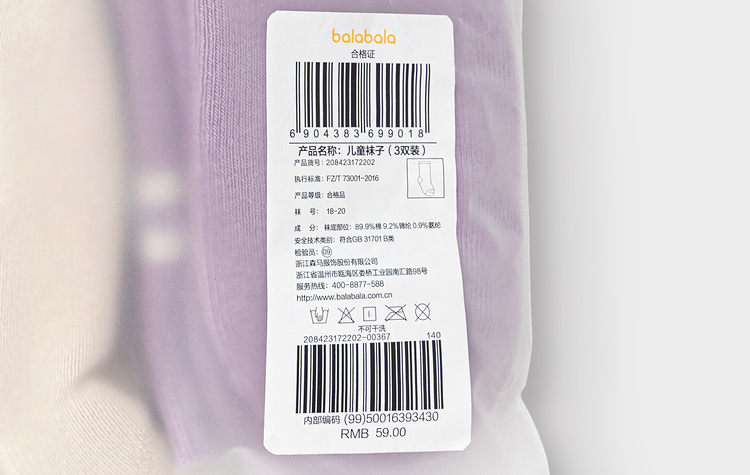 balabala
合格证
6 904383 699018
产品名称：儿童袜子（3双装）
产品货号：208423172202
执行标准：FZ/T 73001-2016
产品等级：合格品
袜 号：18-20
成 分：袜底部位：89.9%棉 9.2%锦纶 0.9%氨纶
安全技术类别：符合GB 31701 B类
检验员：09
浙江森马服饰股份有限公司
浙江省温州市瓯海区娄桥工业园南汇路98号
服务热线：400-8877-588
http://www.balabala.com.cn
不可干洗
208423172202-00367 140
内部编码 (99)50016393430
RMB 59.00